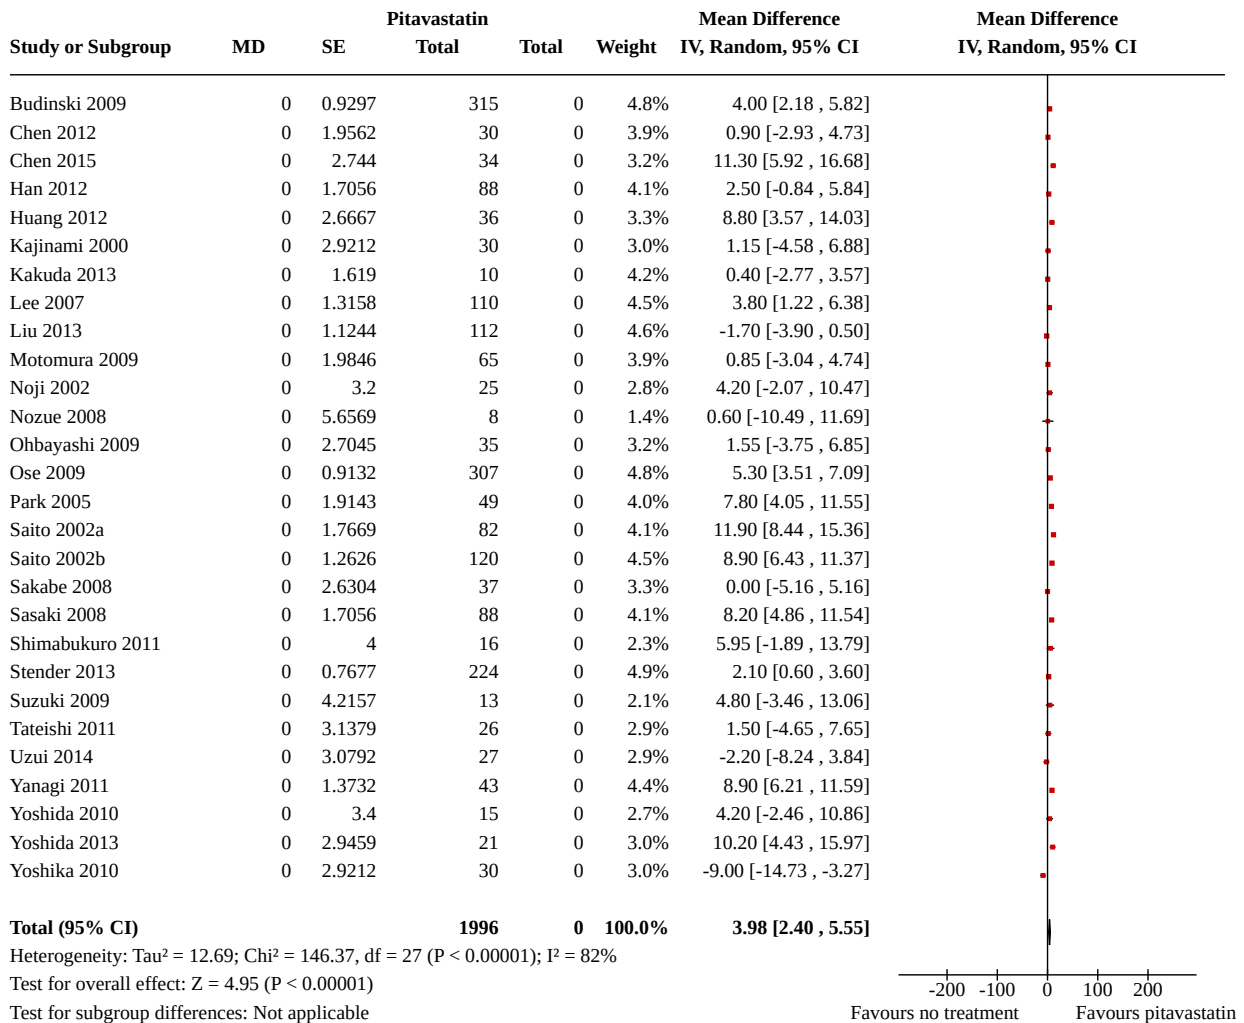 Pitavastatin Mean Difference Mean Difference
Study or Subgroup MD SE Total Total Weight IV, Random, 95% CI IV, Random, 95% CI
Budinski 2009 0 0.9297 315 0 4.8% 4.00 [2.18 , 5.82]
Chen 2012 0 1.9562 30 0 3.9% 0.90 [-2.93 , 4.73]
Chen 2015 0 2.744 34 0 3.2% 11.30 [5.92 , 16.68]
Han 2012 0 1.7056 88 0 4.1% 2.50 [-0.84 , 5.84]
Huang 2012 0 2.6667 36 0 3.3% 8.80 [3.57 , 14.03]
Kajinami 2000 0 2.9212 30 0 3.0% 1.15 [-4.58 , 6.88]
Kakuda 2013 0 1.619 10 0 4.2% 0.40 [-2.77 , 3.57]
Lee 2007 0 1.3158 110 0 4.5% 3.80 [1.22 , 6.38]
Liu 2013 0 1.1244 112 0 4.6% -1.70 [-3.90 , 0.50]
Motomura 2009 0 1.9846 65 0 3.9% 0.85 [-3.04 , 4.74]
Noji 2002 0 3.2 25 0 2.8% 4.20 [-2.07 , 10.47]
Nozue 2008 0 5.6569 8 0 1.4% 0.60 [-10.49 , 11.69]
Ohbayashi 2009 0 2.7045 35 0 3.2% 1.55 [-3.75 , 6.85]
Ose 2009 0 0.9132 307 0 4.8% 5.30 [3.51 , 7.09]
Park 2005 0 1.9143 49 0 4.0% 7.80 [4.05 , 11.55]
Saito 2002a 0 1.7669 82 0 4.1% 11.90 [8.44 , 15.36]
Saito 2002b 0 1.2626 120 0 4.5% 8.90 [6.43 , 11.37]
Sakabe 2008 0 2.6304 37 0 3.3% 0.00 [-5.16 , 5.16]
Sasaki 2008 0 1.7056 88 0 4.1% 8.20 [4.86 , 11.54]
Shimabukuro 2011 0 4 16 0 2.3% 5.95 [-1.89 , 13.79]
Stender 2013 0 0.7677 224 0 4.9% 2.10 [0.60 , 3.60]
Suzuki 2009 0 4.2157 13 0 2.1% 4.80 [-3.46 , 13.06]
Tateishi 2011 0 3.1379 26 0 2.9% 1.50 [-4.65 , 7.65]
Uzui 2014 0 3.0792 27 0 2.9% -2.20 [-8.24 , 3.84]
Yanagi 2011 0 1.3732 43 0 4.4% 8.90 [6.21 , 11.59]
Yoshida 2010 0 3.4 15 0 2.7% 4.20 [-2.46 , 10.86]
Yoshida 2013 0 2.9459 21 0 3.0% 10.20 [4.43 , 15.97]
Yoshika 2010 0 2.9212 30 0 3.0% -9.00 [-14.73 , -3.27]
Total (95% CI) 1996 0 100.0% 3.98 [2.40 , 5.55]
Heterogeneity: Tau² = 12.69; Chi² = 146.37, df = 27 (P < 0.00001); I² = 82%
Test for overall effect: Z = 4.95 (P < 0.00001) -200 -100 0 100 200
Test for subgroup differences: Not applicable Favours no treatment Favours pitavastatin